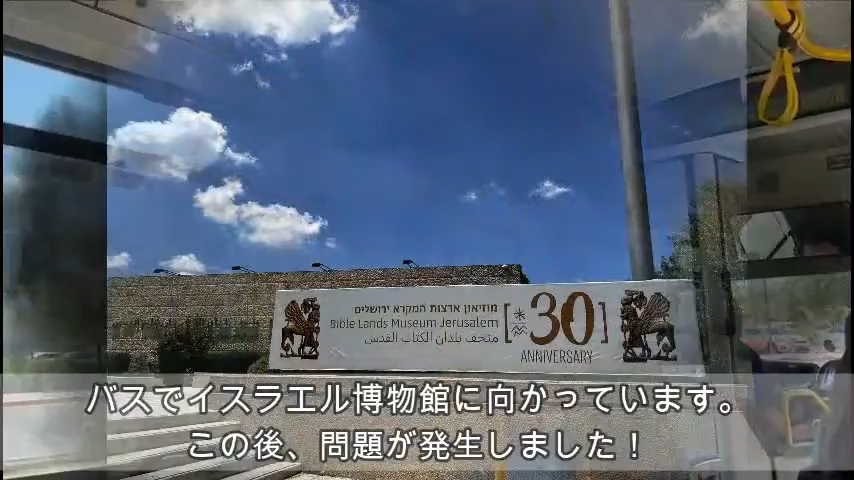 מוזיאון ארצות המקרא ירושלים
Bible Lands Museum Jerusalem
متحف بلدان الكتاب القدس
30
ANNIVERSARY
バスでイスラエル博物館に向かっています。
この後、問題が発生しました！